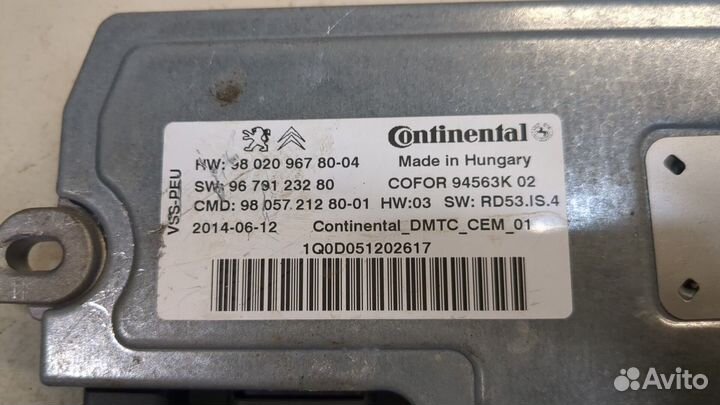 Continental
HW: 98 020 967 80-04
Made in Hungary
SW: 96 791 232 80
COFOR 94563K 02
CMD: 98 057 212 80-01 HW:03 SW: RD53.IS.4
2014-06-12 Continental_DMTC_CEM_01
1Q0D051202617
VSS-PEU
Avito